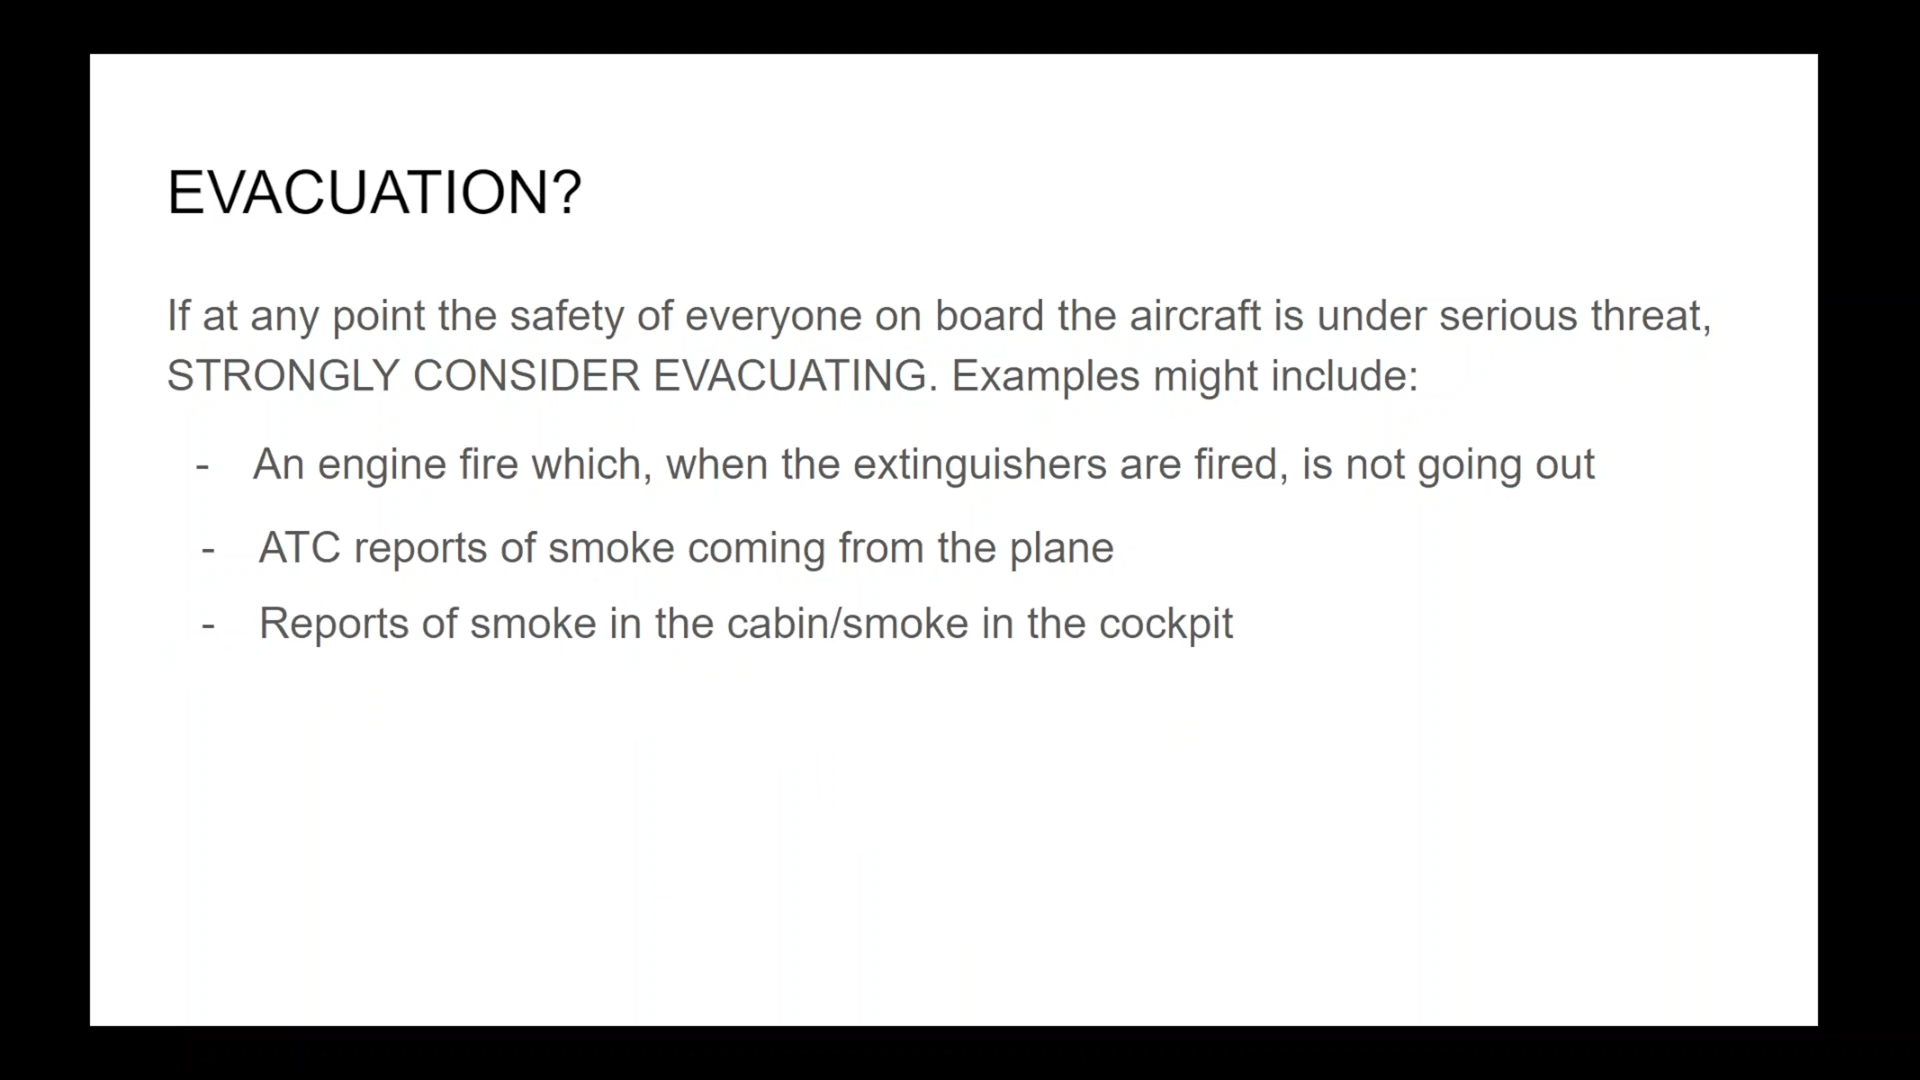 EVACUATION?
If at any point the safety of everyone on board the aircraft is under serious threat,
STRONGLY CONSIDER EVACUATING. Examples might include:
- An engine fire which, when the extinguishers are fired, is not going out
- ATC reports of smoke coming from the plane
- Reports of smoke in the cabin/smoke in the cockpit